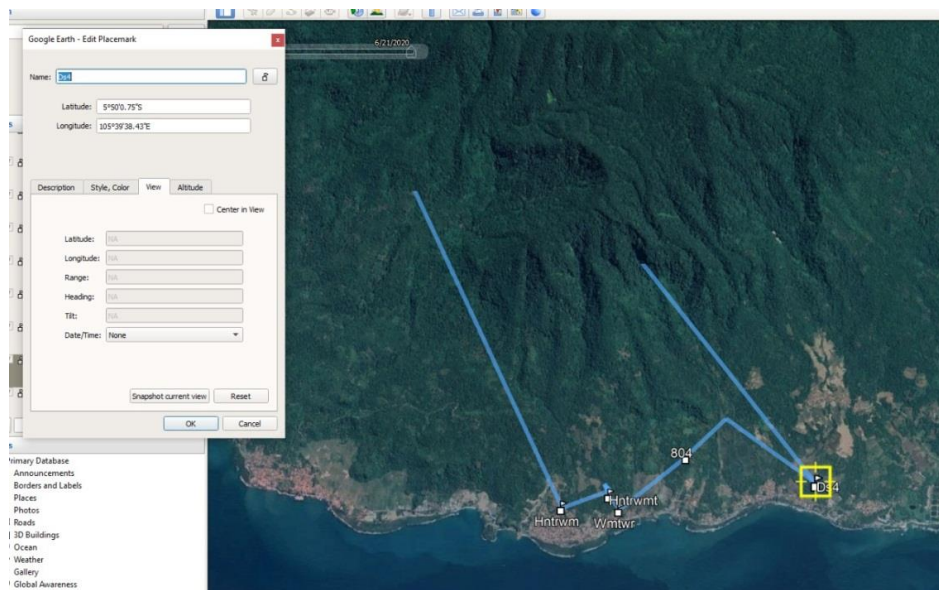 Google Earth - Edit Placemark
6/21/2020
Name: Ds4
Latitude: 5°50'0.75"S
Longitude: 105°39'38.43"E
Description Style, Color View Altitude
Center in View
Latitude: NA
Longitude: NA
Range: NA
Heading: NA
Tilt: NA
Date/Time: None
Snapshot current view Reset
OK Cancel
804
Ds4
Hntrwmt
Hntrwm Wmtwr
Primary Database
Announcements
Borders and Labels
Places
Photos
Roads
3D Buildings
Ocean
Weather
Gallery
Global Awareness